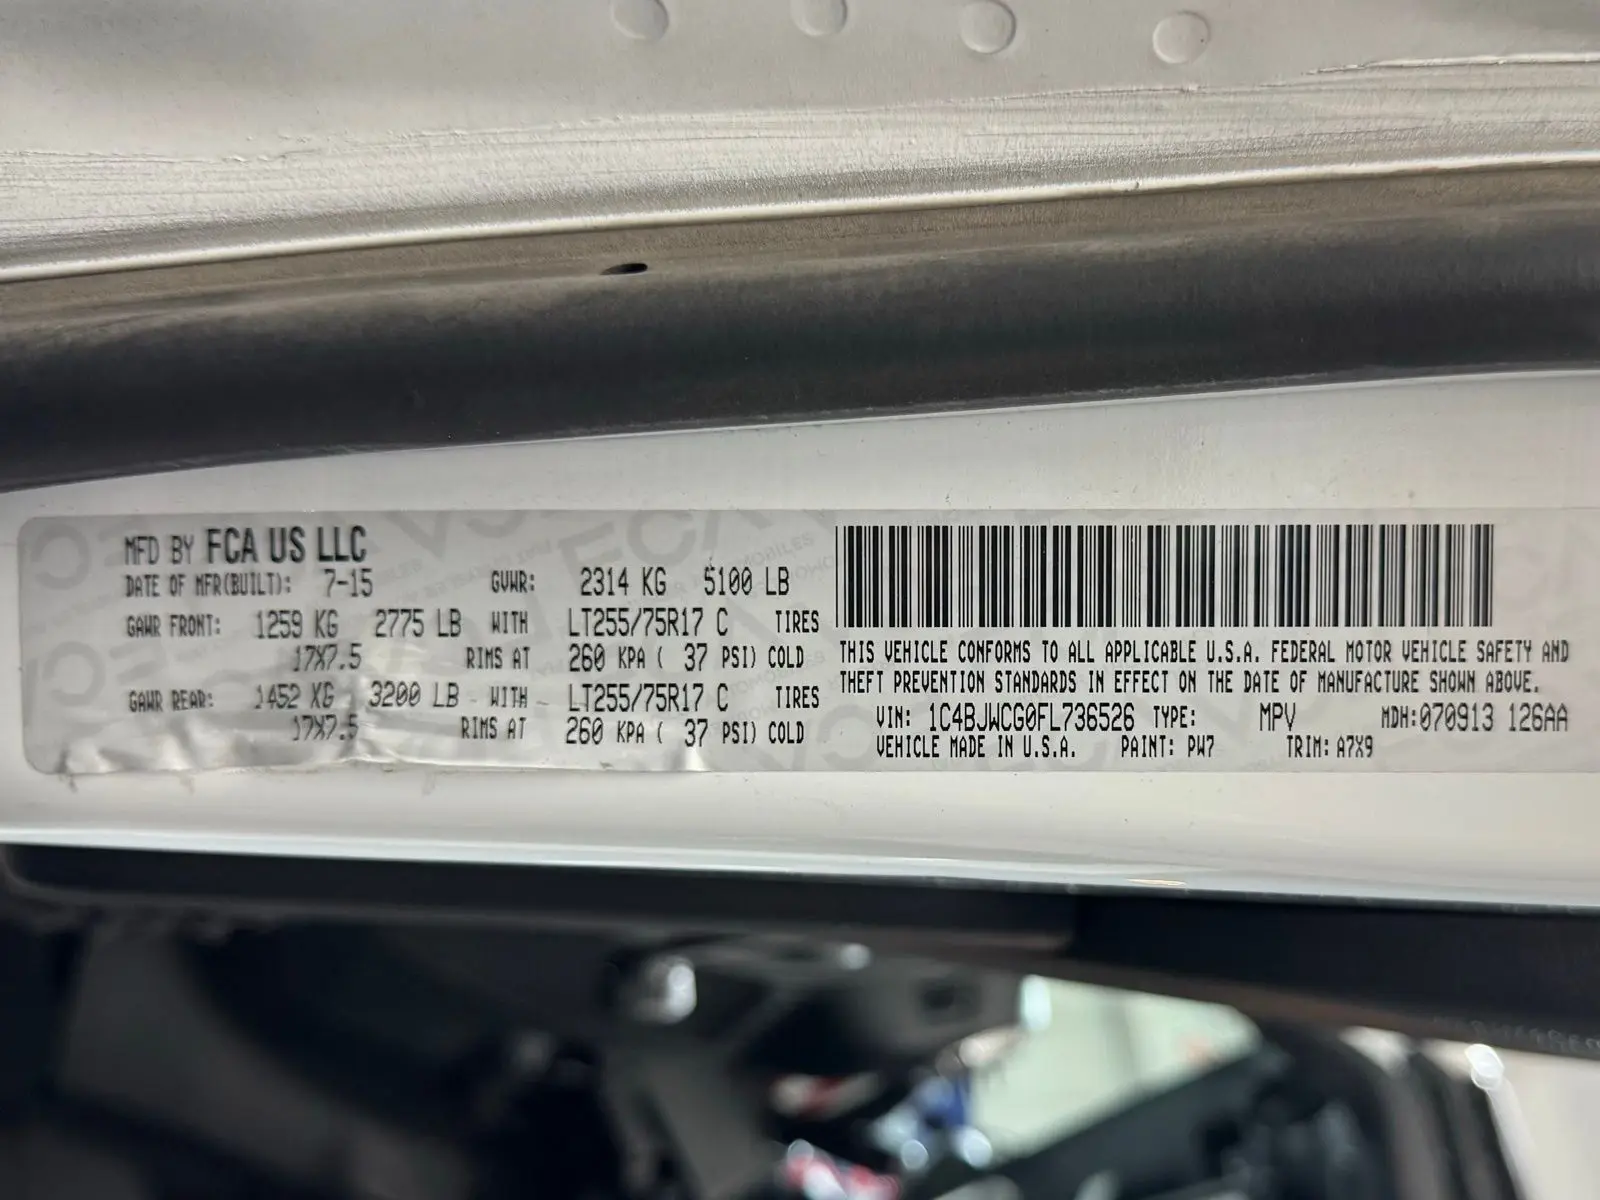 MFD BY FCA US LLC
DATE OF MFR(BUILT): 7-15 GVWR: 2314 KG 5100 LB
GAWR FRONT: 1259 KG 2775 LB WITH LT255/75R17 C TIRES
17X7.5 RIMS AT 260 KPA ( 37 PSI) COLD
GAWR REAR: 1452 KG 3200 LB WITH LT255/75R17 C TIRES
17X7.5 RIMS AT 260 KPA ( 37 PSI) COLD
THIS VEHICLE CONFORMS TO ALL APPLICABLE U.S.A. FEDERAL MOTOR VEHICLE SAFETY AND
THEFT PREVENTION STANDARDS IN EFFECT ON THE DATE OF MANUFACTURE SHOWN ABOVE.
VIN: 1C4BJWCG0FL736526 TYPE: MPV MDH:070913 126AA
VEHICLE MADE IN U.S.A. PAINT: PW7 TRIM: A7X9